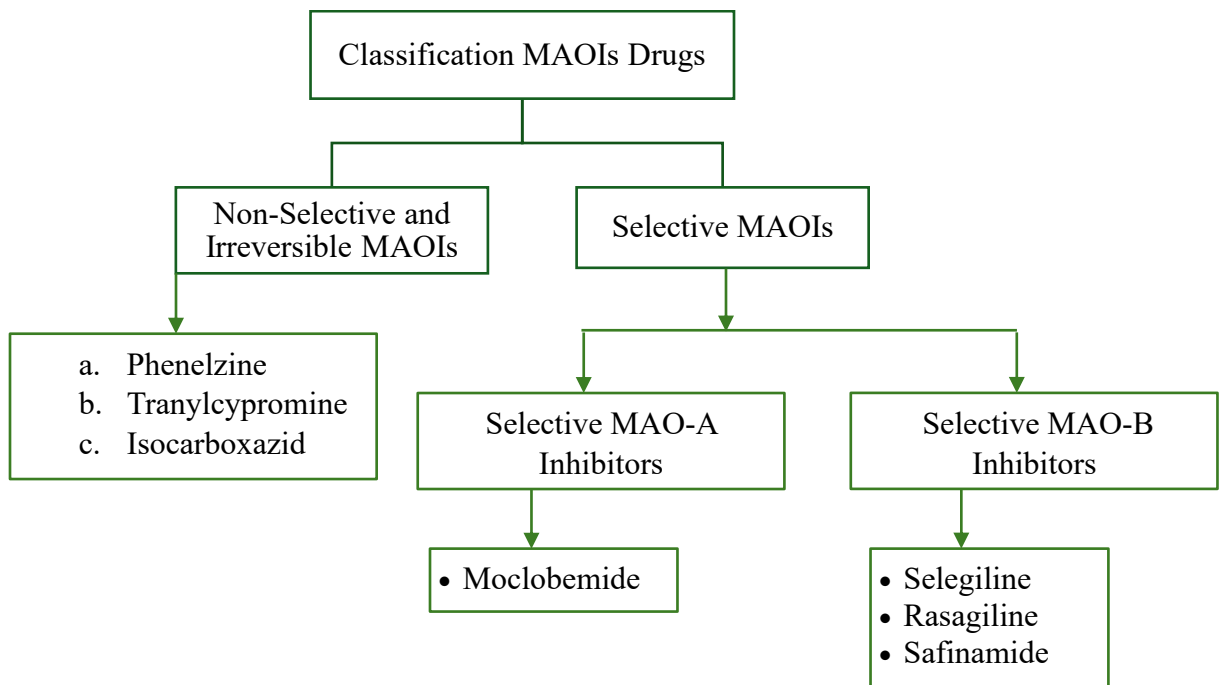 Classification MAOIs Drugs
Non-Selective and
Irreversible MAOIs
Selective MAOIs
a. Phenelzine
b. Tranylcypromine
c. Isocarboxazid
Selective MAO-A
Inhibitors
Selective MAO-B
Inhibitors
• Moclobemide
• Selegiline
• Rasagiline
• Safinamide